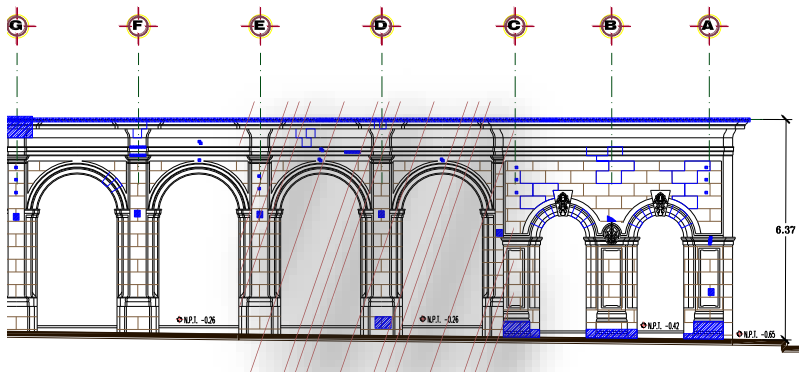 G F E D C B A
6.37
N.P.T. -0.26
N.P.T. -0.26
N.P.T. -0.42
N.P.T. -0.65